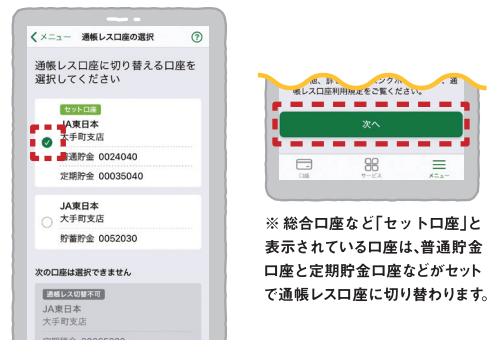 メニュー 通帳レス口座の選択 ?
通帳レス口座に切り替える口座を
選択してください
セット口座
JA東日本
大手町支店
普通貯金 0024040
定期貯金 00035040
JA東日本
大手町支店
貯蓄貯金 0052030
次の口座は選択できません
通帳レス切替不可
JA東日本
大手町支店
帳レス口座利用規定をご覧ください。
次へ
口座 サービス メニュー
※ 総合口座など「セット口座」と
表示されている口座は、普通貯金
口座と定期貯金口座などがセット
で通帳レス口座に切り替わります。